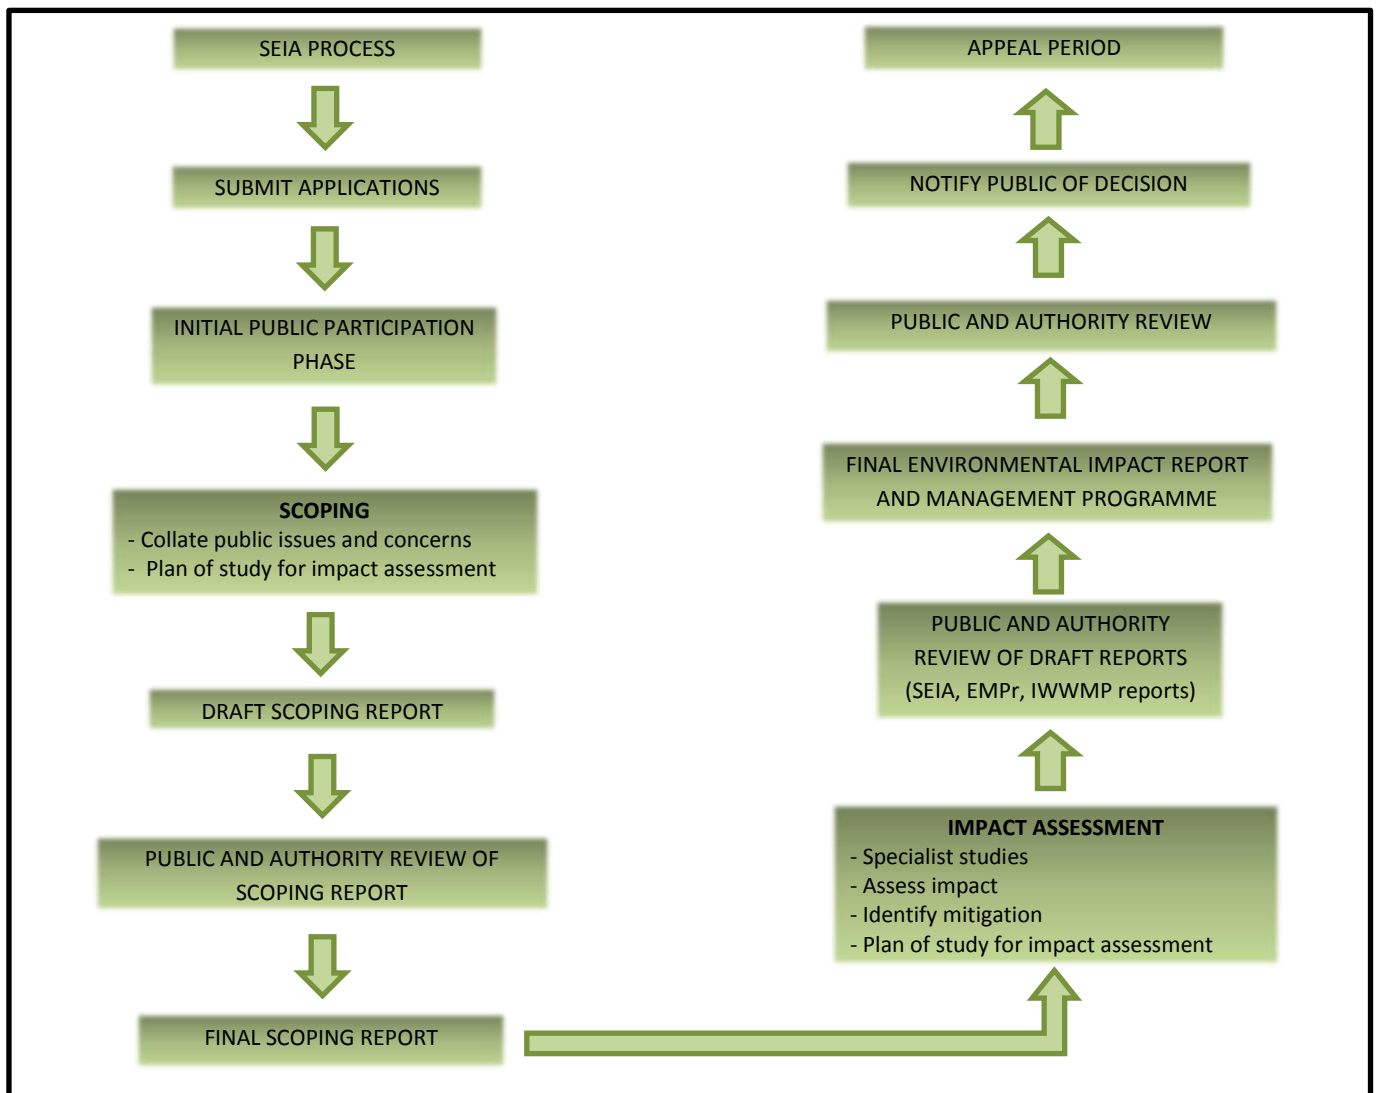 SEIA PROCESS
SUBMIT APPLICATIONS
INITIAL PUBLIC PARTICIPATION
PHASE
SCOPING
- Collate public issues and concerns
- Plan of study for impact assessment
DRAFT SCOPING REPORT
PUBLIC AND AUTHORITY REVIEW OF
SCOPING REPORT
FINAL SCOPING REPORT
IMPACT ASSESSMENT
- Specialist studies
- Assess impact
- Identify mitigation
- Plan of study for impact assessment
PUBLIC AND AUTHORITY
REVIEW OF DRAFT REPORTS
(SEIA, EMPr, IWWMP reports)
FINAL ENVIRONMENTAL IMPACT REPORT
AND MANAGEMENT PROGRAMME
PUBLIC AND AUTHORITY REVIEW
NOTIFY PUBLIC OF DECISION
APPEAL PERIOD